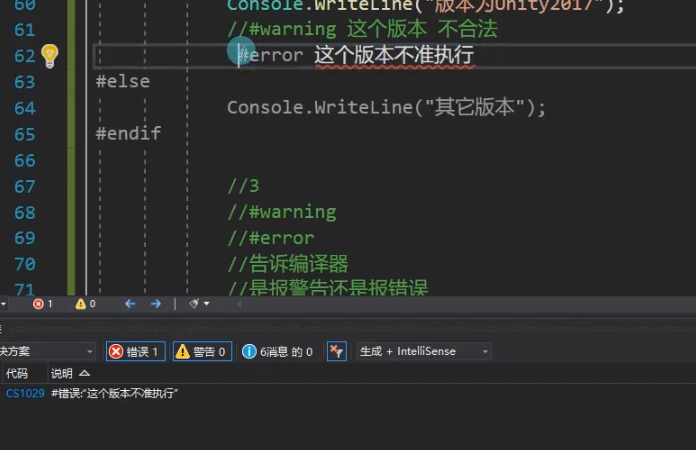 60 Console.WriteLine("版本为Unity2017");
61 //#warning 这个版本 不合法
62 #error 这个版本不准执行
63 #else
64 Console.WriteLine("其它版本");
65 #endif
66
67 //3
68 //#warning
69 //#error
70 //告诉编译器
71 //是报警告还是报错误
1 0
决方案 错误 1 警告 0 6消息 的 0 生成 + IntelliSense
代码 说明
CS1029 #错误:“这个版本不准执行”